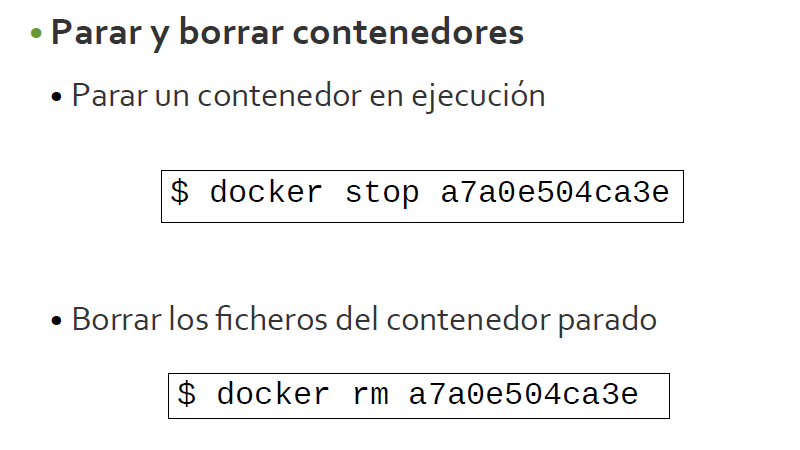 • Parar y borrar contenedores
• Parar un contenedor en ejecución
$ docker stop a7a0e504ca3e
• Borrar los ficheros del contenedor parado
$ docker rm a7a0e504ca3e